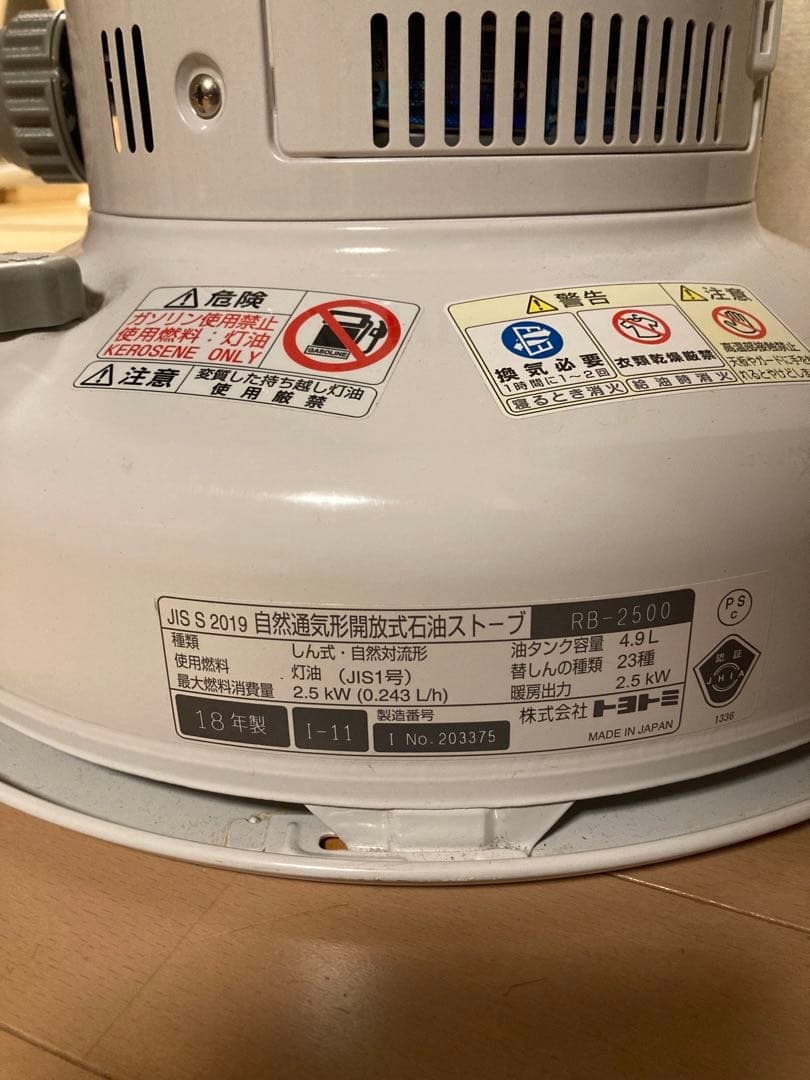 危険
ガソリン使用禁止
使用燃料：灯油
KEROSENE ONLY
GASOLINE
注意 変質した持ち越し灯油
使用厳禁
警告
換気必要
1時間に1～2回
衣類乾燥厳禁
寝るとき消火 給油時消火
注意
高温部接触禁止
JIS S 2019 自然通気形開放式石油ストーブ RB-2500
種類 しん式・自然対流形 油タンク容量 4.9L
使用燃料 灯油 (JIS1号) 替しんの種類 23種
最大燃料消費量 2.5 kW (0.243 L/h) 暖房出力 2.5 kW
18年製 I-11 製造番号 I No.203375 株式会社トヨトミ
MADE IN JAPAN
PS
C
認証
JHIA
1336